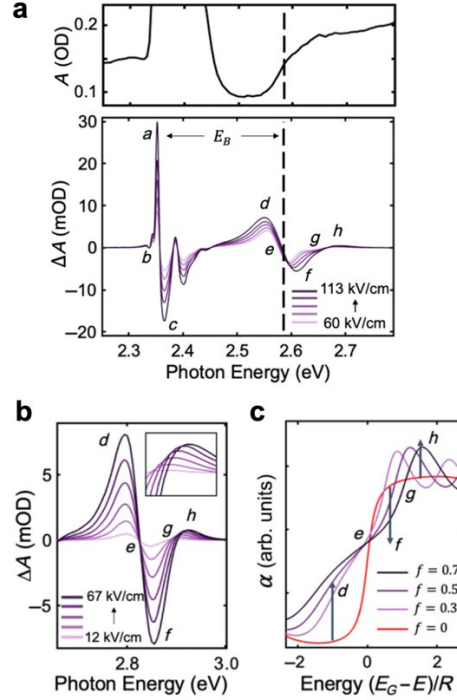 a
A (OD)
0.2
0.1
ΔA (mOD)
30
20
10
0
−10
−20
a
E_B
d
b
e
g
h
f
c
113 kV/cm
60 kV/cm
2.3 2.4 2.5 2.6 2.7
Photon Energy (eV)
b
ΔA (mOD)
5
0
−5
d
e
g
h
f
67 kV/cm
12 kV/cm
2.8 3.0
Photon Energy (eV)
c
α (arb. units)
h
e
g
f
d
f = 0.7
f = 0.5
f = 0.3
f = 0
−2 0 2
Energy (E_G−E)/R